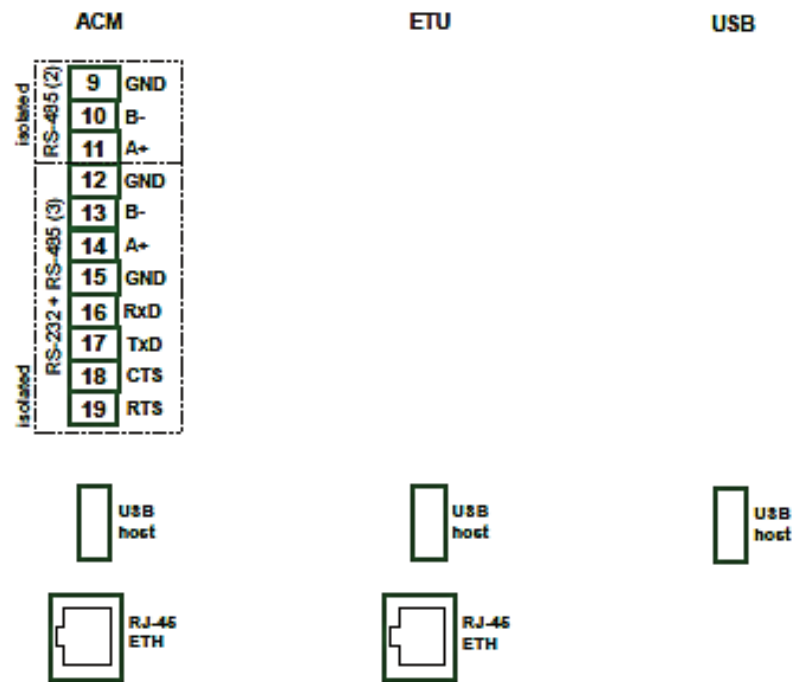 ACM ETU USB
isolated
RS-485 (2)
9 GND
10 B-
11 A+
isolated
RS-232 + RS-485 (3)
12 GND
13 B-
14 A+
15 GND
16 RxD
17 TxD
18 CTS
19 RTS
USB
host
USB
host
USB
host
RJ-45
ETH
RJ-45
ETH